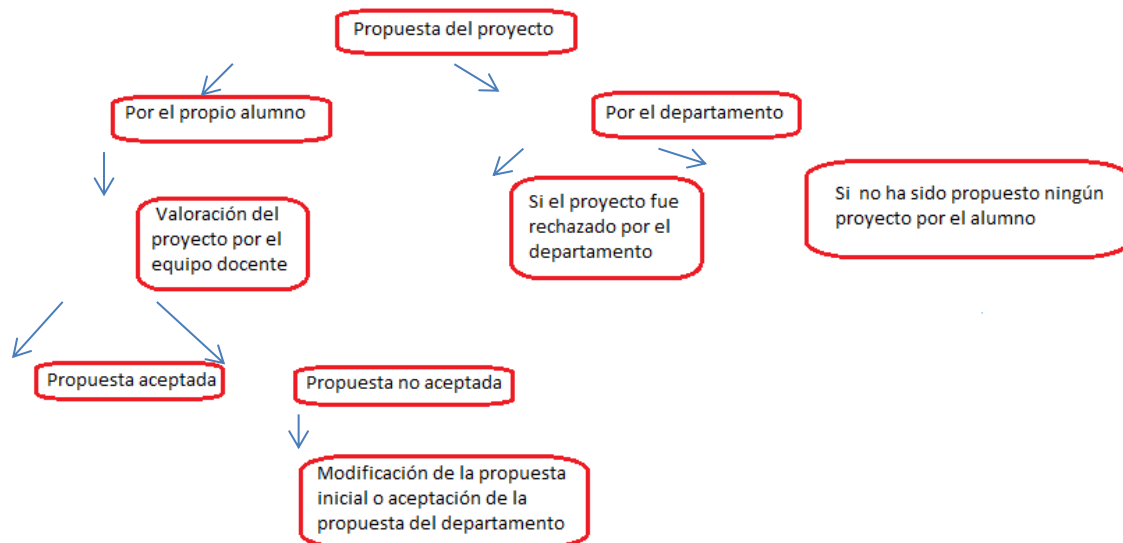 Propuesta del proyecto
Por el propio alumno
Por el departamento
Valoración del
proyecto por el
equipo docente
Si el proyecto fue
rechazado por el
departamento
Si no ha sido propuesto ningún
proyecto por el alumno
Propuesta aceptada
Propuesta no aceptada
Modificación de la propuesta
inicial o aceptación de la
propuesta del departamento